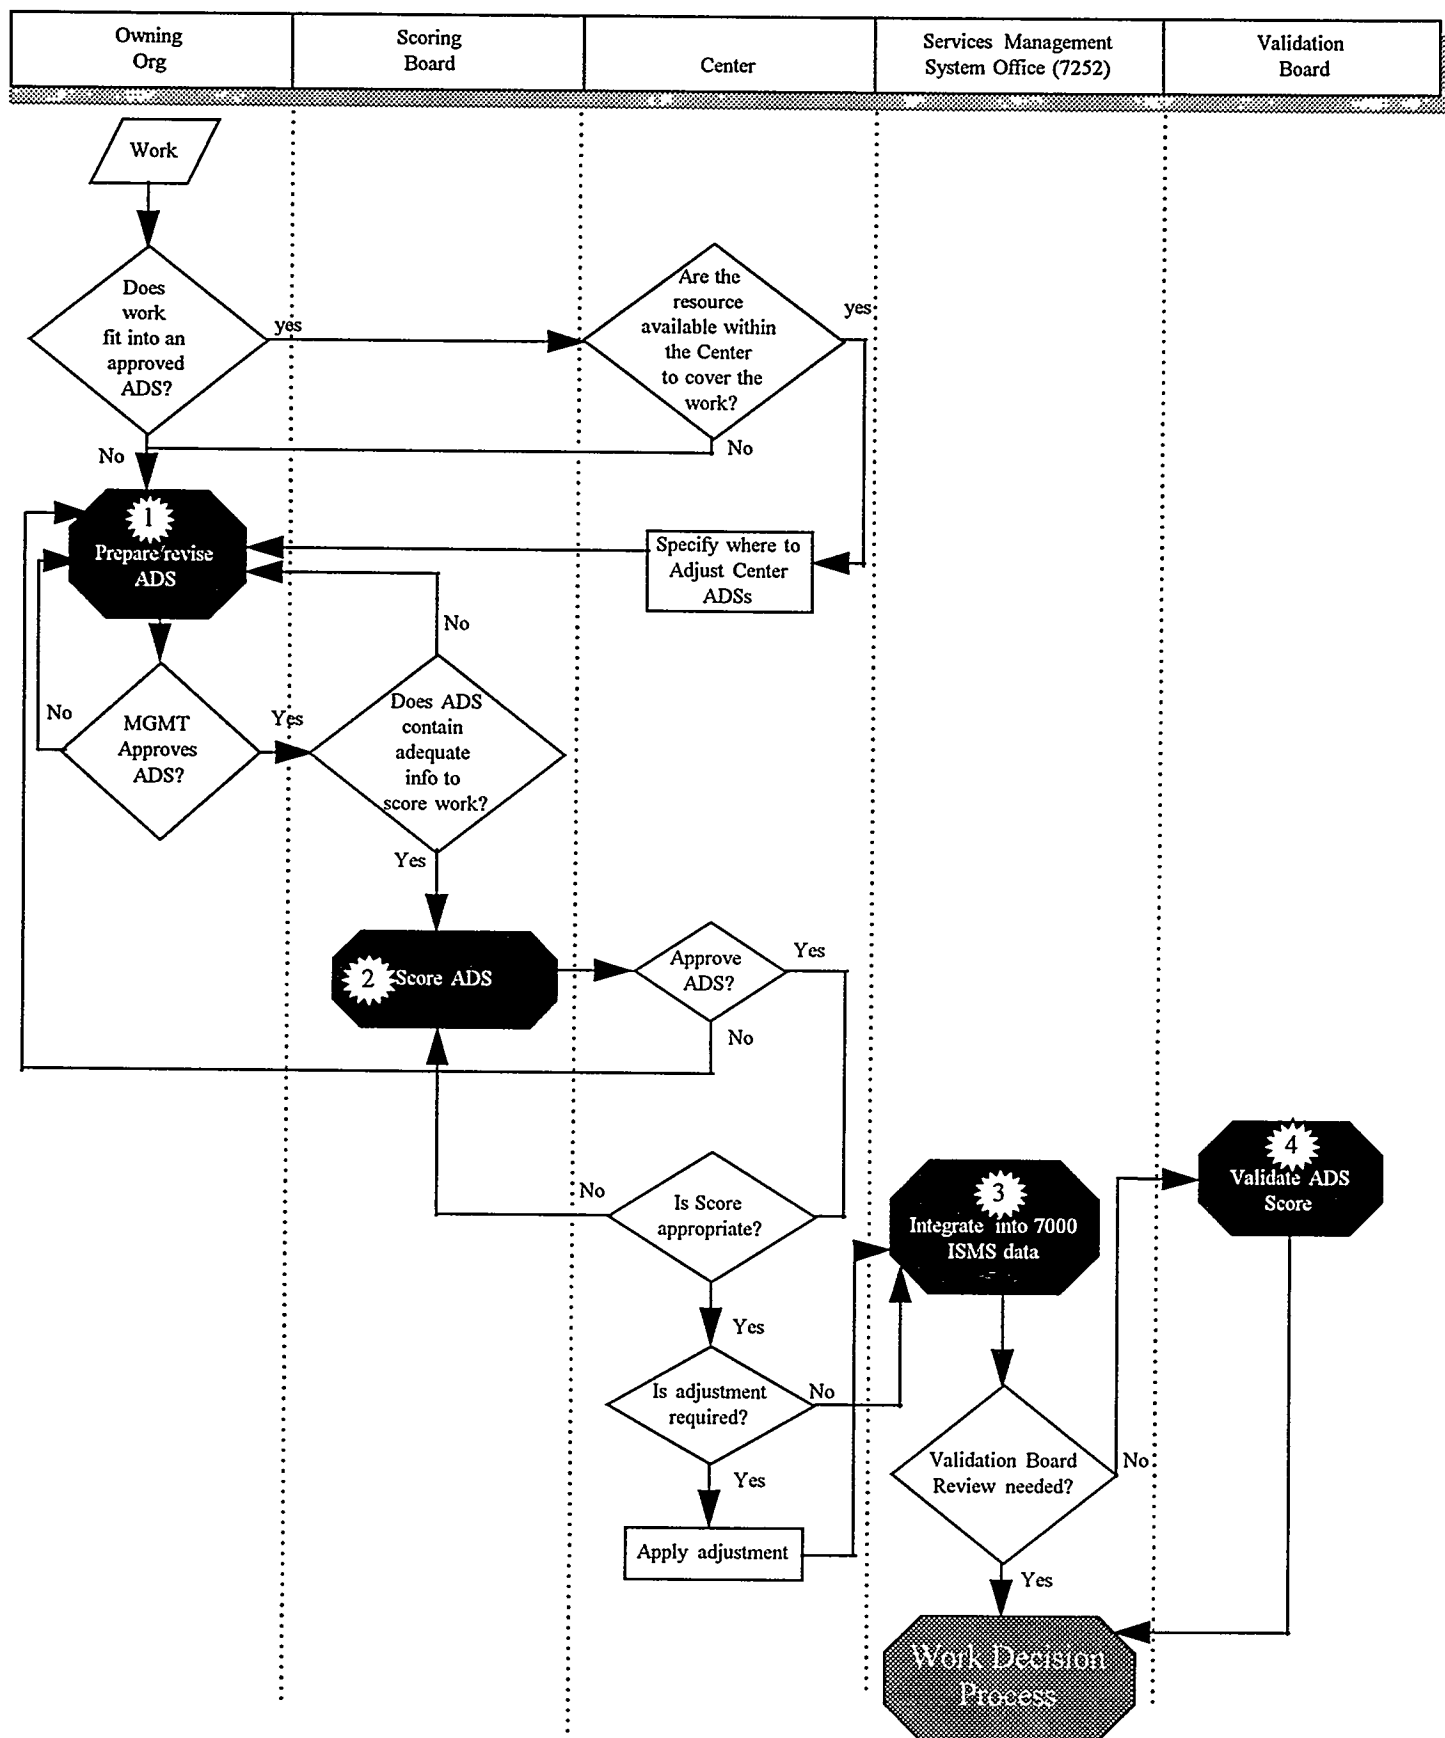 Owning
Org
Scoring
Board
Center
Services Management
System Office (7252)
Validation
Board
Work
Does
work
fit into an
approved
ADS?
yes
Are the
resource
available within
the Center
to cover the
work?
yes
No
No
1
Prepare/revise
ADS
Specify where to
Adjust Center
ADSs
No
MGMT
Approves
ADS?
No
Yes
Does ADS
contain
adequate
info to
score work?
Yes
2
Score ADS
Approve
ADS?
Yes
No
Is Score
appropriate?
No
Yes
3
Integrate into 7000
ISMS data
4
Validate ADS
Score
Is adjustment
required?
No
Yes
Apply adjustment
Validation Board
Review needed?
No
Yes
Work Decision
Process